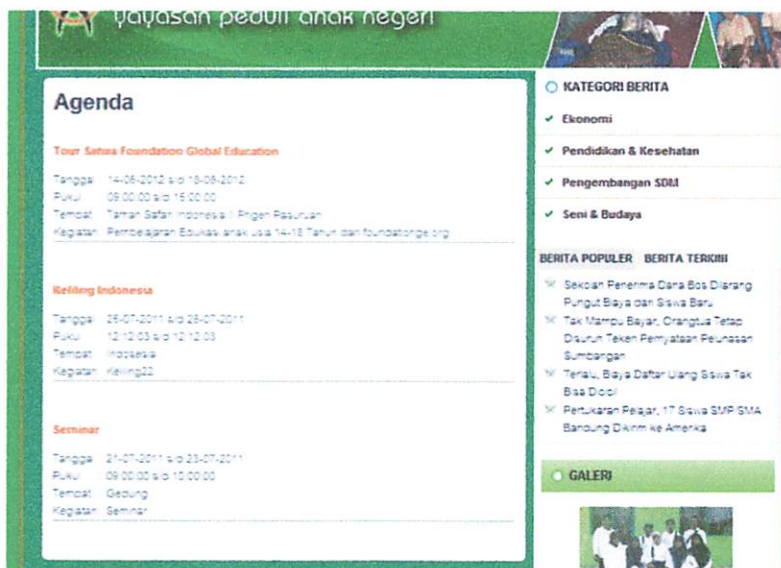 yayasan peduli anak negeri
Agenda
Tour Satwa Foundation Global Education
Tanggal 14-06-2012 s/d 18-06-2012
Pukul 09:00:00 s/d 15:00:00
Tempat Taman Safari Indonesia II Prigen Pasuruan
Kegiatan Pembelajaran Edukasi anak usia 14-18 Tahun dari foundationge.org
Keliling Indonesia
Tanggal 26-07-2011 s/d 28-07-2011
Pukul 12:12:03 s/d 12:12:03
Tempat Indosesia
Kegiatan Keliling22
Seminar
Tanggal 21-07-2011 s/d 23-07-2011
Pukul 09:00:00 s/d 10:00:00
Tempat Gedung
Kegiatan Seminar
KATEGORI BERITA
Ekonomi
Pendidikan & Kesehatan
Pengembangan SDM
Seni & Budaya
BERITA POPULER BERITA TERKINI
Sekolah Penerima Dana Bos Dilarang
Pungut Biaya dari Siswa Baru
Tak Mampu Bayar, Orangtua Tetap
Disuruh Teken Pernyataan Pelunasan
Sumbangan
Terlalu, Biaya Daftar Ulang Siswa Tak
Bisa Dicicil
Pertukaran Pelajar, 17 Siswa SMP/SMA
Bandung Dikirim ke Amerika
GALERI